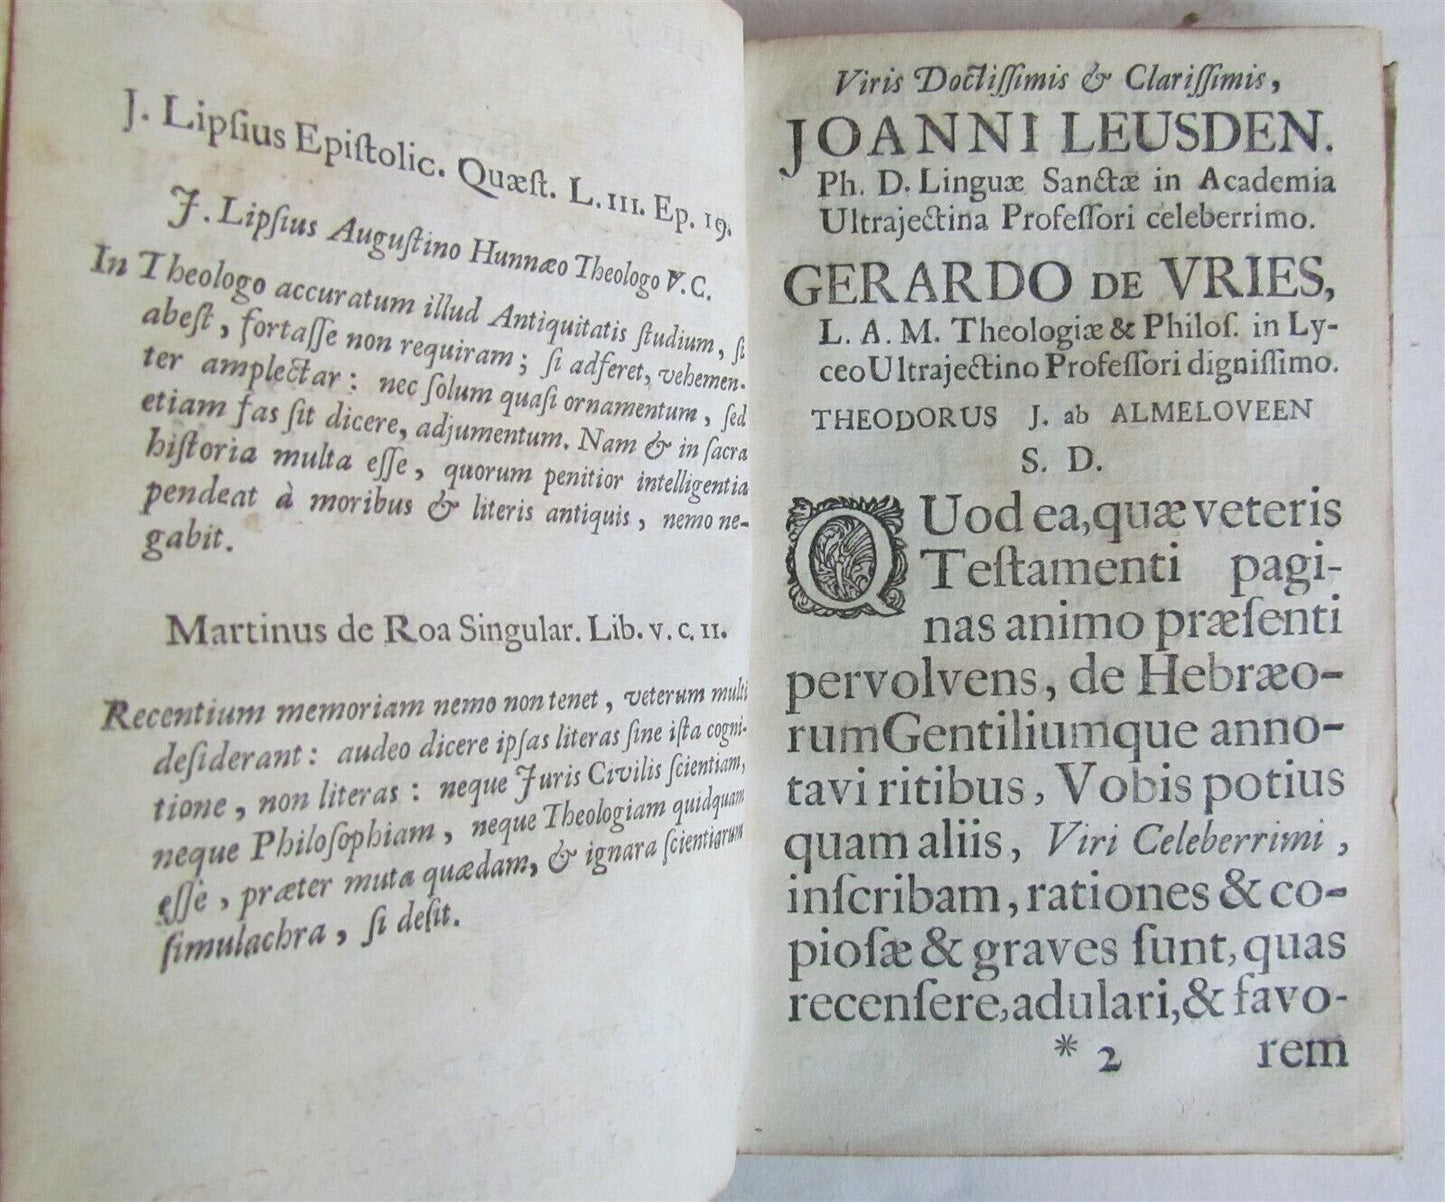 J. Lipſius Epiſtolic. Quæſt. L. III. Ep. 19.
J. Lipſius Auguſtino Hunnæo Theologo V. C.
In Theologo accuratum illud Antiquitatis ſtudium, ſi
abeſt, fortaſſe non requiram; ſi adferet, vehemen-
ter amplectar: nec ſolum quaſi ornamentum, ſed
etiam fas ſit dicere, adjumentum. Nam & in ſacra
hiſtoria multa eſſe, quorum penitior intelligentia
pendeat à moribus & literis antiquis, nemo ne-
gabit.
Martinus de Roa Singular. Lib. V. C. II.
Recentium memoriam nemo non tenet, veterum multi
deſiderant: audeo dicere ipſas literas ſine iſta cogni-
tione, non literas: neque Juris Civilis ſcientiam,
neque Philoſophiam, neque Theologiam quidquam
eſſe, præter muta quædam, & ignara ſcientiarum
ſimulachra, ſi deſit.
Viris Doctiſſimis & Clariſſimis,
JOANNI LEUSDEN.
Ph. D. Linguæ Sanctæ in Academia
Ultrajectina Profeſſori celeberrimo.
GERARDO DE VRIES,
L. A. M. Theologiæ & Philoſ. in Ly-
ceo Ultrajectino Profeſſori digniſſimo.
THEODORUS J. ab ALMELOVEEN
S. D.
QUod ea, quæ veteris
Teſtamenti pagi-
nas animo præſenti
pervolvens, de Hebræo-
rum Gentiliumque anno-
tavi ritibus, Vobis potius
quam aliis, Viri Celeberrimi,
inſcribam, rationes & co-
pioſæ & graves ſunt, quas
recenſere, adulari, & favo-
* 2 rem